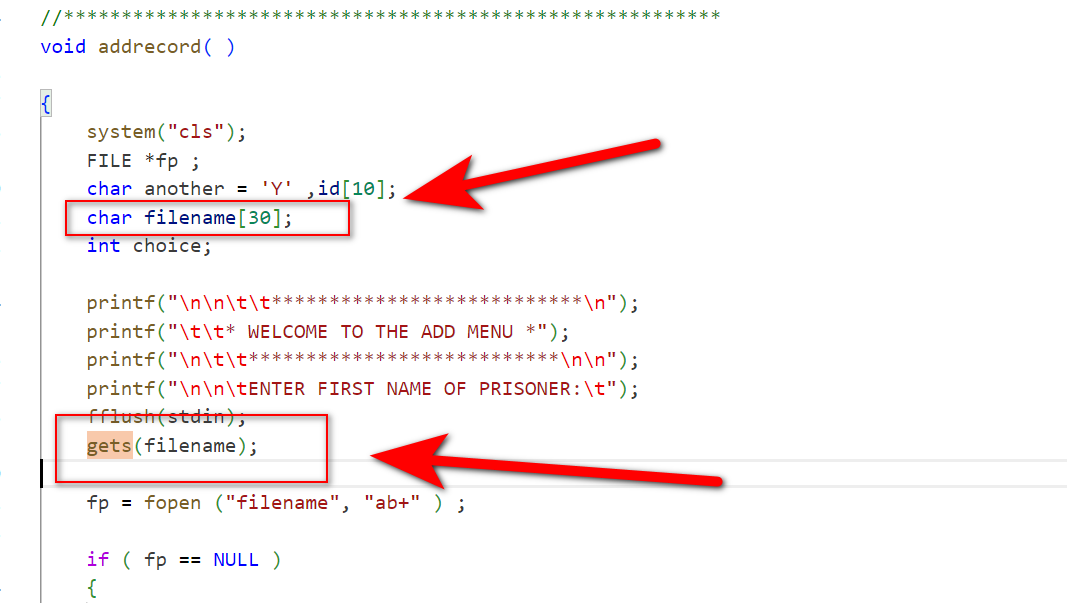 //*********************************************************
void addrecord( )
{
system("cls");
FILE *fp ;
char another = 'Y' ,id[10];
char filename[30];
int choice;
printf("\n\n\t\t***************************\n");
printf("\t\t* WELCOME TO THE ADD MENU *");
printf("\n\t\t***************************\n\n");
printf("\n\n\tENTER FIRST NAME OF PRISONER:\t");
fflush(stdin);
gets(filename);
fp = fopen ("filename", "ab+" ) ;
if ( fp == NULL )
{